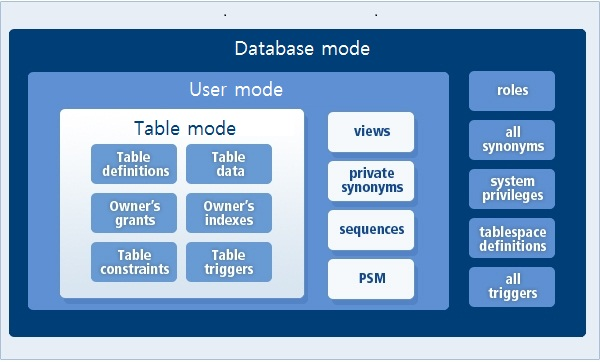 Database mode
User mode
Table mode
Table
definitions
Table
data
Owner's
grants
Owner's
indexes
Table
constraints
Table
triggers
views
private
synonyms
sequences
PSM
roles
all
synonyms
system
privileges
tablespace
definitions
all
triggers